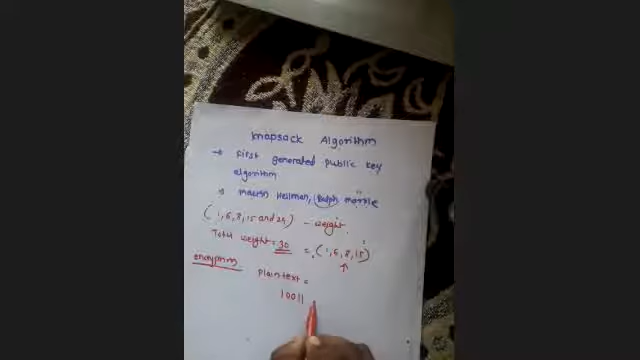 Knapsack Algorithm
→ First generated public key
algorithm
→ Martin Hellman, Ralph Markle
(1,6,8,15 and 24) - weight.
Total weight = 30 = (1,6,8,15)
encryption
plaintext =
10011